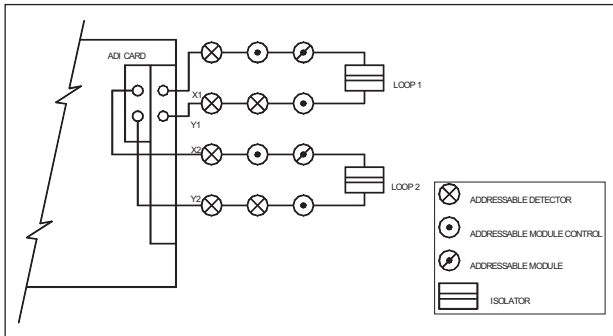 ADI CARD
X1
LOOP 1
Y1
X2
LOOP 2
Y2
ADDRESSABLE DETECTOR
ADDRESSABLE MODULE CONTROL
ADDRESSABLE MODULE
ISOLATOR